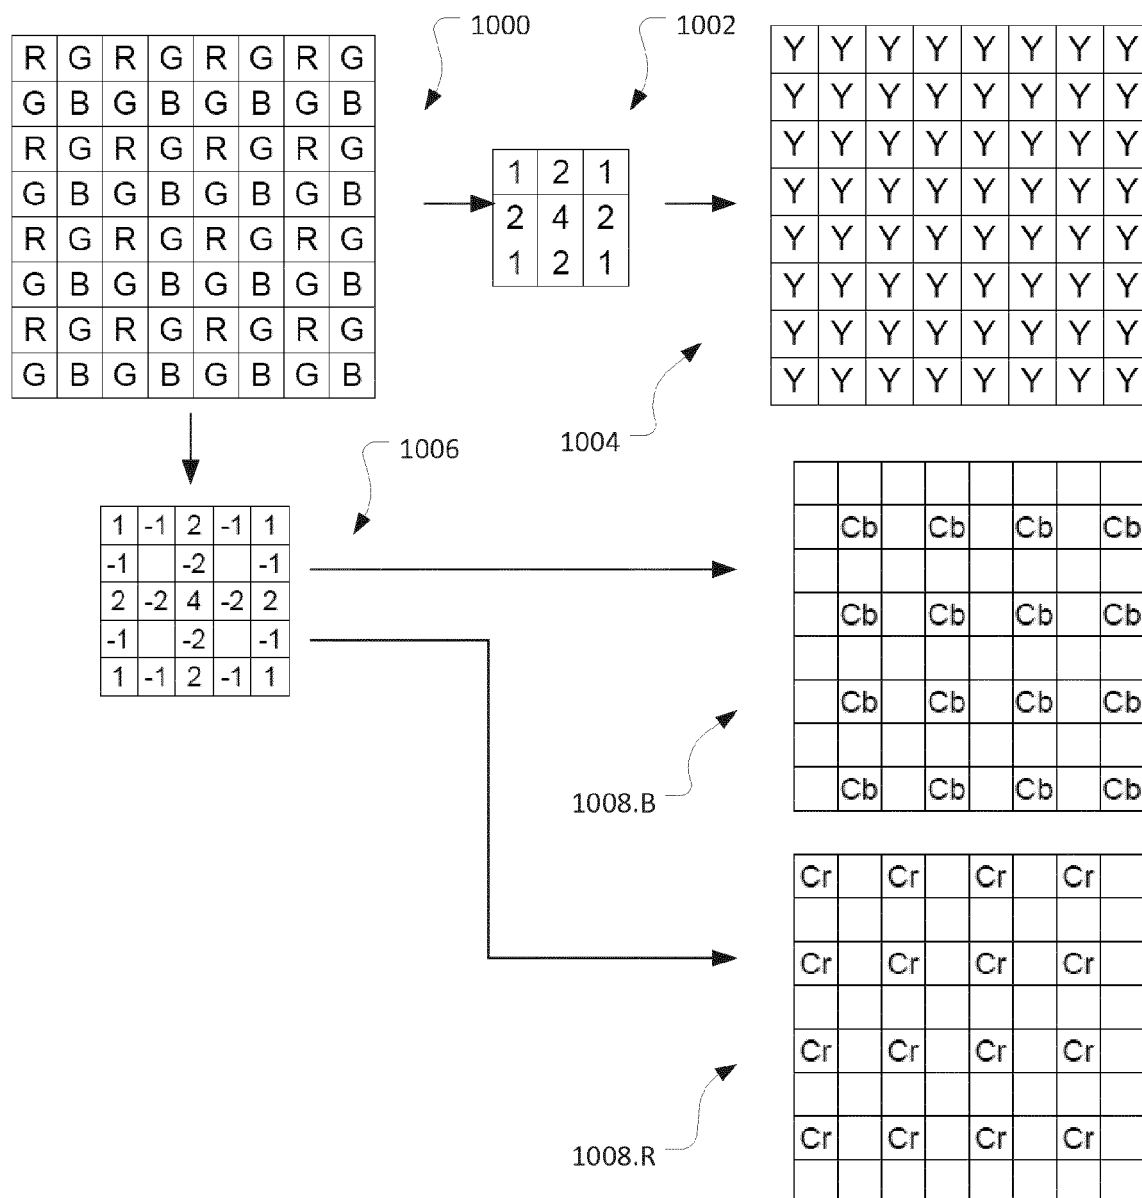 1000
1002
R G R G R G R G
G B G B G B G B
R G R G R G R G
G B G B G B G B
R G R G R G R G
G B G B G B G B
R G R G R G R G
G B G B G B G B
1 2 1
2 4 2
1 2 1
Y Y Y Y Y Y Y Y
Y Y Y Y Y Y Y Y
Y Y Y Y Y Y Y Y
Y Y Y Y Y Y Y Y
Y Y Y Y Y Y Y Y
Y Y Y Y Y Y Y Y
Y Y Y Y Y Y Y Y
Y Y Y Y Y Y Y Y
1004
1006
1 -1 2 -1 1
-1 -2 -1
2 -2 4 -2 2
-1 -2 -1
1 -1 2 -1 1
Cb Cb Cb Cb
Cb Cb Cb Cb
Cb Cb Cb Cb
Cb Cb Cb Cb
1008.B
Cr Cr Cr Cr
Cr Cr Cr Cr
Cr Cr Cr Cr
Cr Cr Cr Cr
1008.R